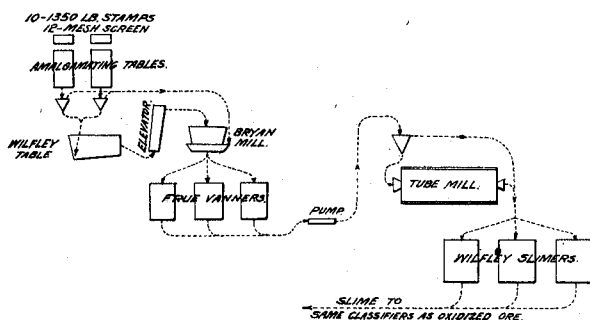 10-1350 LB. STAMPS
12-MESH SCREEN
AMALGAMATING TABLES.
WILFLEY
TABLE
ELEVATOR
BRYAN
MILL.
FRUE VANNERS.
PUMP
TUBE MILL.
WILFLEY SLIMERS.
SLIME TO
SAME CLASSIFIERS AS OXIDIZED ORE.